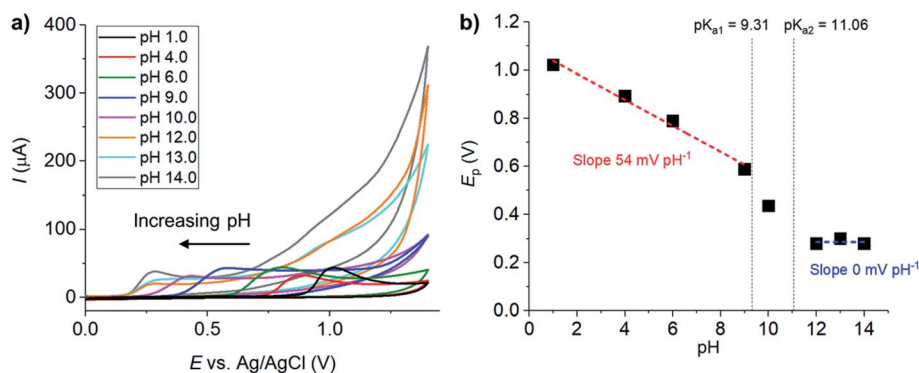 a)
I (μA)
400
300
200
100
0
pH 1.0
pH 4.0
pH 6.0
pH 9.0
pH 10.0
pH 12.0
pH 13.0
pH 14.0
Increasing pH
0.0 0.5 1.0
E vs. Ag/AgCl (V)
b)
pKa1 = 9.31 pKa2 = 11.06
Ep (V)
1.2
1.0
0.8
0.6
0.4
0.2
0.0
Slope 54 mV pH-1
Slope 0 mV pH-1
0 2 4 6 8 10 12 14
pH